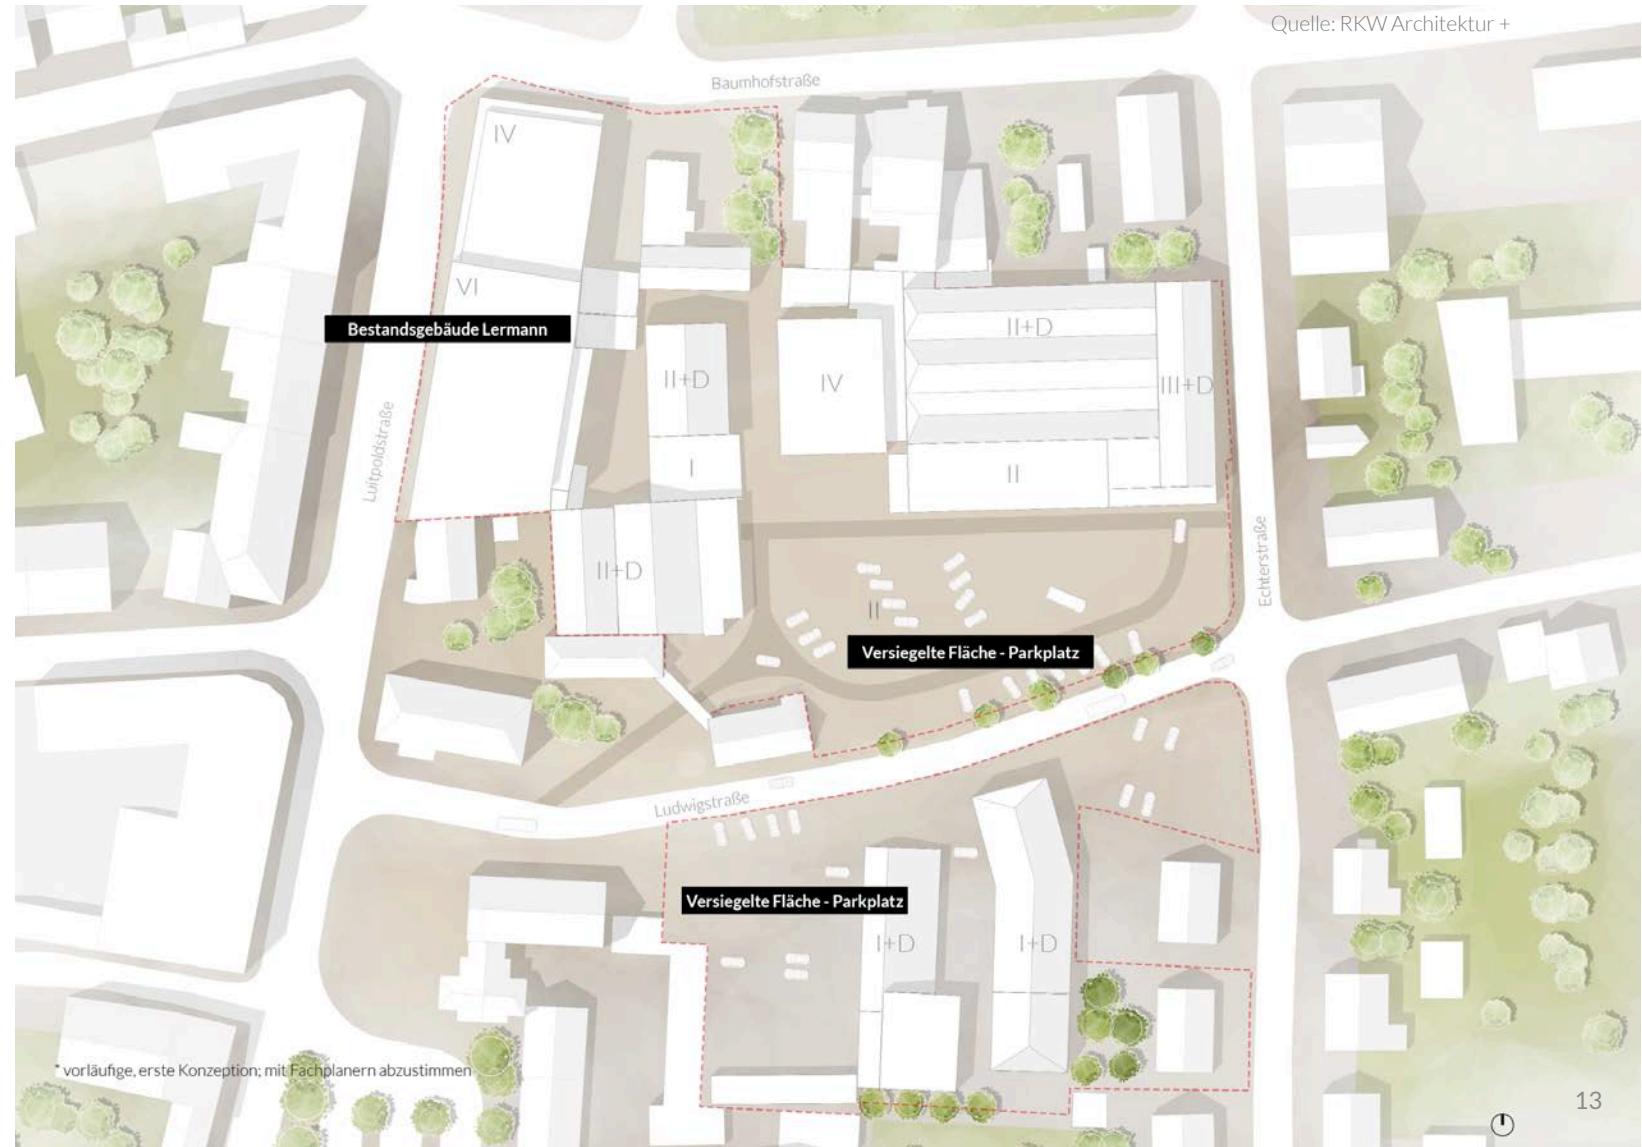 Quelle: RKW Architektur +
Baumhofstraße
IV
VI
Bestandsgebäude Lermann
II+D
II+D
IV
III+D
Luitpoldstraße
I
II
II+D
Echterstraße
II
Versiegelte Fläche - Parkplatz
Ludwigstraße
Versiegelte Fläche - Parkplatz
I+D
I+D
* vorläufige, erste Konzeption; mit Fachplanern abzustimmen
13